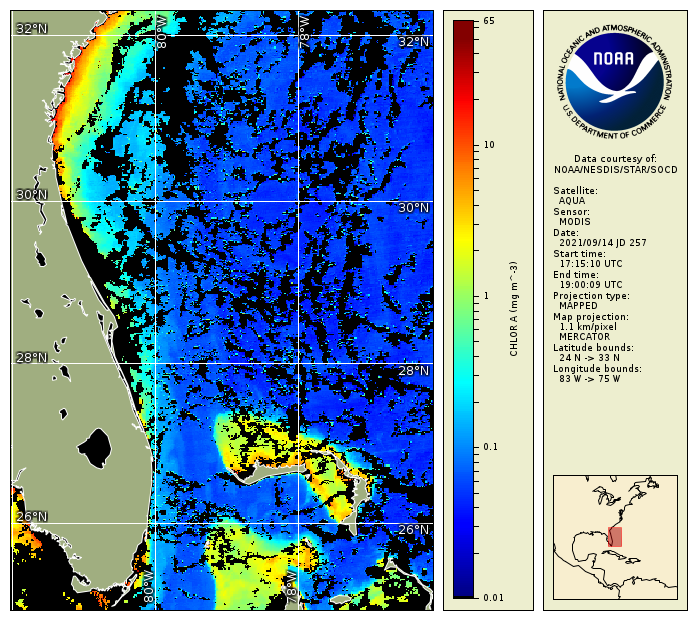 32°N
80°W
78°W
32°N
30°N
30°N
28°N
28°N
26°N
26°N
80°W
78°W
65
10
1
0.1
0.01
CHLOR A (mg m^-3)
NATIONAL OCEANIC AND ATMOSPHERIC ADMINISTRATION
NOAA
U.S. DEPARTMENT OF COMMERCE
Data courtesy of:
NOAA/NESDIS/STAR/SOCD
Satellite:
AQUA
Sensor:
MODIS
Date:
2021/09/14 JD 257
Start time:
17:15:10 UTC
End time:
19:00:09 UTC
Projection type:
MAPPED
Map projection:
1.1 km/pixel
MERCATOR
Latitude bounds:
24 N -> 33 N
Longitude bounds:
83 W -> 75 W